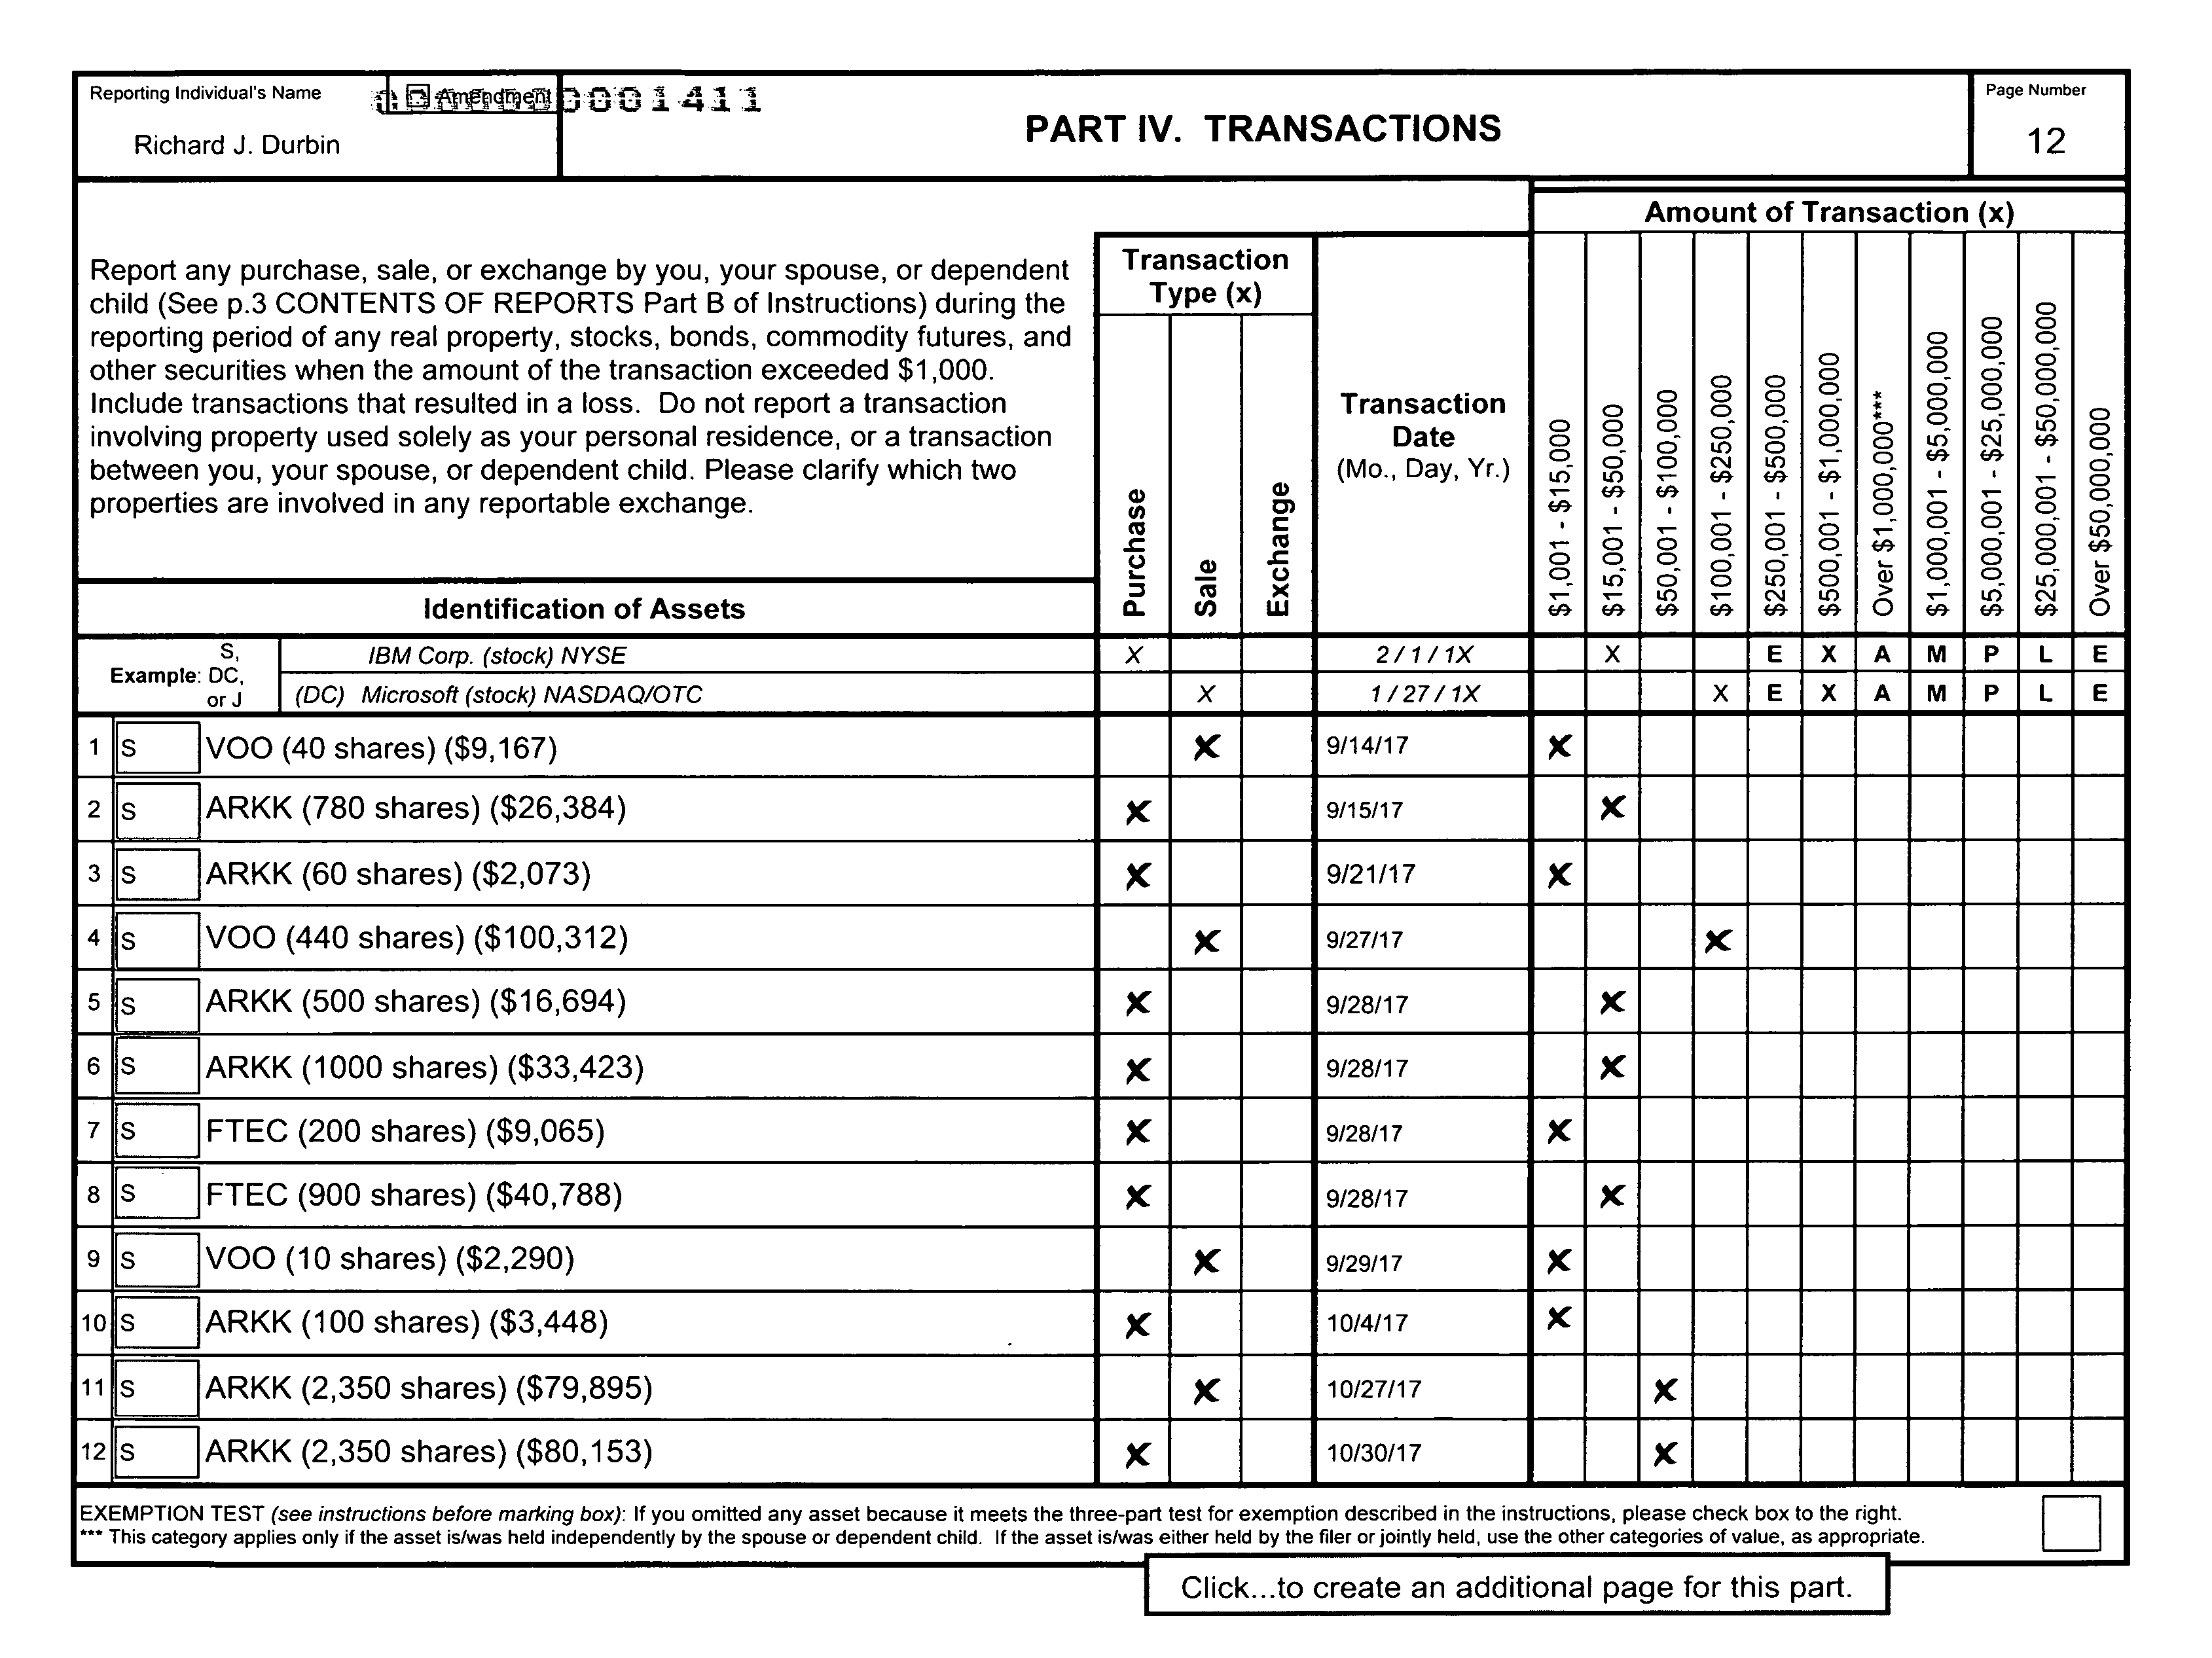 Reporting Individual's Name
Amendment
0001411
Richard J. Durbin
PART IV. TRANSACTIONS
Page Number
12
Amount of Transaction (x)
Report any purchase, sale, or exchange by you, your spouse, or dependent
child (See p.3 CONTENTS OF REPORTS Part B of Instructions) during the
reporting period of any real property, stocks, bonds, commodity futures, and
other securities when the amount of the transaction exceeded $1,000.
Include transactions that resulted in a loss. Do not report a transaction
involving property used solely as your personal residence, or a transaction
between you, your spouse, or dependent child. Please clarify which two
properties are involved in any reportable exchange.
Transaction
Type (x)
Purchase
Sale
Exchange
Transaction
Date
(Mo., Day, Yr.)
$1,001 - $15,000
$15,001 - $50,000
$50,001 - $100,000
$100,001 - $250,000
$250,001 - $500,000
$500,001 - $1,000,000
Over $1,000,000***
$1,000,001 - $5,000,000
$5,000,001 - $25,000,000
$25,000,001 - $50,000,000
Over $50,000,000
Identification of Assets
Example: S, DC, or J
IBM Corp. (stock) NYSE X 2 / 1 / 1X X E X A M P L E
(DC) Microsoft (stock) NASDAQ/OTC X 1 / 27 / 1X X E X A M P L E
1 S VOO (40 shares) ($9,167) X 9/14/17 X
2 S ARKK (780 shares) ($26,384) X 9/15/17 X
3 S ARKK (60 shares) ($2,073) X 9/21/17 X
4 S VOO (440 shares) ($100,312) X 9/27/17 X
5 S ARKK (500 shares) ($16,694) X 9/28/17 X
6 S ARKK (1000 shares) ($33,423) X 9/28/17 X
7 S FTEC (200 shares) ($9,065) X 9/28/17 X
8 S FTEC (900 shares) ($40,788) X 9/28/17 X
9 S VOO (10 shares) ($2,290) X 9/29/17 X
10 S ARKK (100 shares) ($3,448) X 10/4/17 X
11 S ARKK (2,350 shares) ($79,895) X 10/27/17 X
12 S ARKK (2,350 shares) ($80,153) X 10/30/17 X
EXEMPTION TEST (see instructions before marking box): If you omitted any asset because it meets the three-part test for exemption described in the instructions, please check box to the right.
*** This category applies only if the asset is/was held independently by the spouse or dependent child. If the asset is/was either held by the filer or jointly held, use the other categories of value, as appropriate.
Click...to create an additional page for this part.